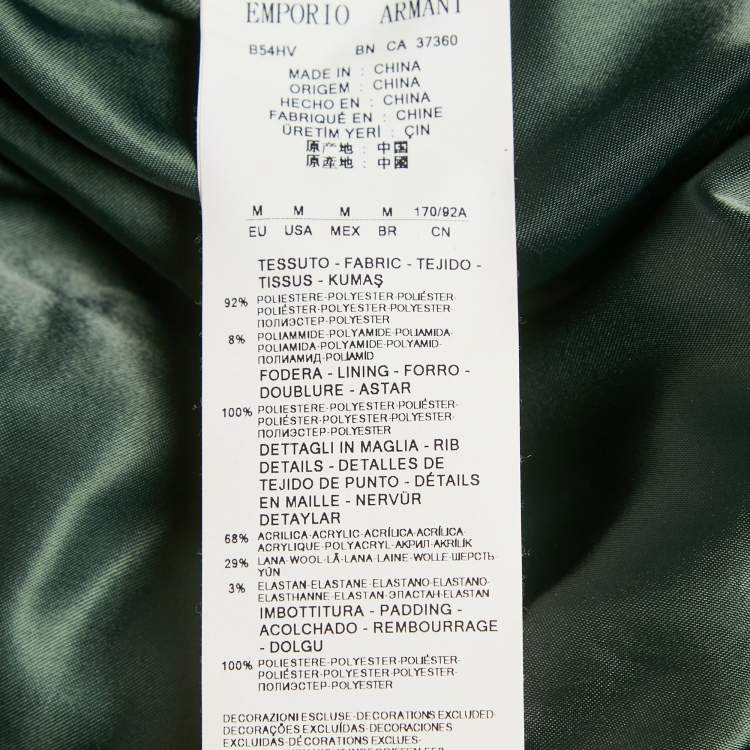 EMPORIO ARMANI
B54HV BN CA 37360
MADE IN : CHINA
ORIGEM : CHINA
HECHO EN : CHINA
FABRIQUÉ EN : CHINE
ÜRETİM YERİ : ÇIN
原产地 : 中国
原產地 : 中國
M M M M 170/92A
EU USA MEX BR CN
TESSUTO - FABRIC - TEJIDO -
TISSUS - KUMAŞ
92% POLIESTERE-POLYESTER-POLIÉSTER-
POLIÉSTER-POLYESTER-POLYESTER-
ПОЛИЭСТЕР-POLYESTER
8% POLIAMMIDE-POLYAMIDE-POLIAMIDA-
POLIAMIDA-POLYAMIDE-POLYAMID-
ПОЛИАМИД-POLIAMID
FODERA - LINING - FORRO -
DOUBLURE - ASTAR
100% POLIESTERE-POLYESTER-POLIÉSTER-
POLIÉSTER-POLYESTER-POLYESTER-
ПОЛИЭСТЕР-POLYESTER
DETTAGLI IN MAGLIA - RIB
DETAILS - DETALLES DE
TEJIDO DE PUNTO - DÉTAILS
EN MAILLE - NERVÜR
DETAYLAR
68% ACRILICA-ACRYLIC-ACRÍLICA-ACRÍLICA-
ACRYLIQUE-POLYACRYL-АКРИЛ-AKRİLİK
29% LANA-WOOL-LÃ-LANA-LAINE-WOLLE-ШЕРСТЬ-
YÜN
3% ELASTAN-ELASTANE-ELASTANO-ELASTANO-
ELASTHANNE-ELASTAN-ЭЛАСТАН-ELASTAN
IMBOTTITURA - PADDING -
ACOLCHADO - REMBOURRAGE
- DOLGU
100% POLIESTERE-POLYESTER-POLIÉSTER-
POLIÉSTER-POLYESTER-POLYESTER-
ПОЛИЭСТЕР-POLYESTER
DECORAZIONI ESCLUSE-DECORATIONS EXCLUDED-
DECORAÇÕES EXCLUÍDAS-DECORACIONES
EXCLUIDAS-DÉCORATIONS EXCLUES-